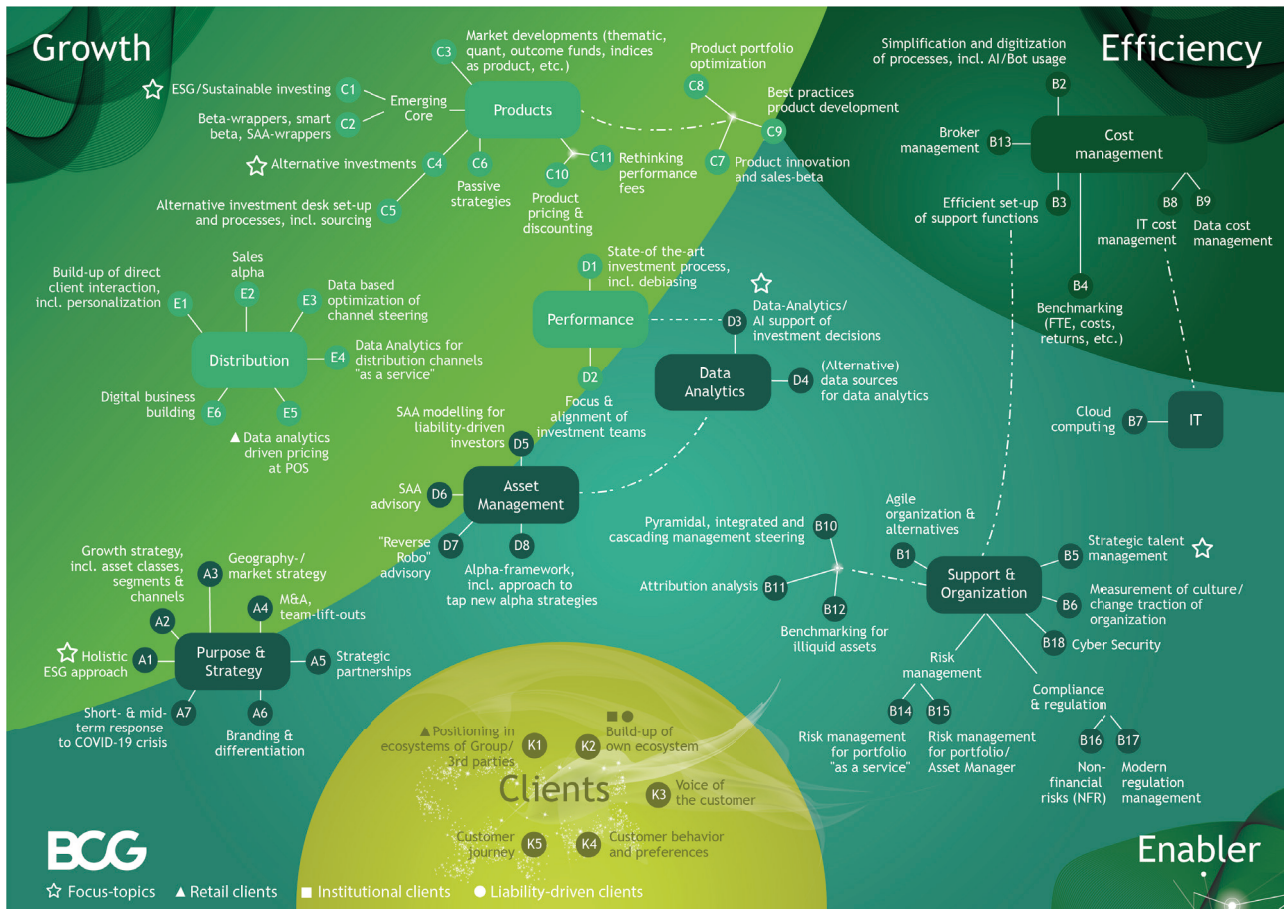 Growth
Efficiency
Market developments (thematic,
quant, outcome funds, indices
as product, etc.)
C3
ESG/Sustainable investing
C1
Emerging
Core
Beta-wrappers, smart
beta, SAA-wrappers
C2
Products
Alternative investments
C4
C6
Passive
strategies
C5
Alternative investment desk set-up
and processes, incl. sourcing
C10
C11
Rethinking
performance
fees
Product
pricing &
discounting
Product portfolio
optimization
C8
Best practices
product development
C9
C7
Product innovation
and sales-beta
Simplification and digitization
of processes, incl. AI/Bot usage
B2
Broker
management
B13
Cost
management
Efficient set-up
of support functions
B3
B8
B9
IT cost
management
Data cost
management
B4
Benchmarking
(FTE, costs,
returns, etc.)
Cloud
computing
B7
IT
Build-up of direct
client interaction,
incl. personalization
E1
Sales
alpha
E2
E3
Data based
optimization of
channel steering
Distribution
E4
Data Analytics for
distribution channels
"as a service"
Digital business
building
E6
E5
Data analytics
driven pricing
at POS
D1
State-of the-art
investment process,
incl. debiasing
Performance
D2
Focus &
alignment of
investment teams
D3
Data-Analytics/
AI support of
investment decisions
Data
Analytics
D4
(Alternative)
data sources
for data analytics
SAA modelling for
liability-driven
investors
D5
SAA
advisory
D6
Asset
Management
"Reverse
Robo"
advisory
D7
D8
Alpha-framework,
incl. approach to
tap new alpha strategies
Growth strategy,
incl. asset classes,
segments &
channels
A2
A3
Geography-/
market strategy
A4
M&A,
team-lift-outs
Holistic
ESG approach
A1
Purpose &
Strategy
A5
Strategic
partnerships
Short- & mid-
term response
to COVID-19 crisis
A7
A6
Branding &
differentiation
Pyramidal, integrated and
cascading management steering
B10
Attribution analysis
B11
B12
Benchmarking for
illiquid assets
Agile
organization &
alternatives
B1
Support &
Organization
B5
Strategic talent
management
B6
Measurement of culture/
change traction of
organization
B18
Cyber Security
Risk
management
B14
B15
Risk management
for portfolio
"as a service"
Risk management
for portfolio/
Asset Manager
Compliance
& regulation
B16
B17
Non-
financial
risks (NFR)
Modern
regulation
management
Positioning in
ecosystems of Group/
3rd parties
K1
K2
Build-up of
own ecosystem
Clients
K3
Voice of
the customer
Customer
journey
K5
K4
Customer behavior
and preferences
BCG
Enabler
Focus-topics
Retail clients
Institutional clients
Liability-driven clients